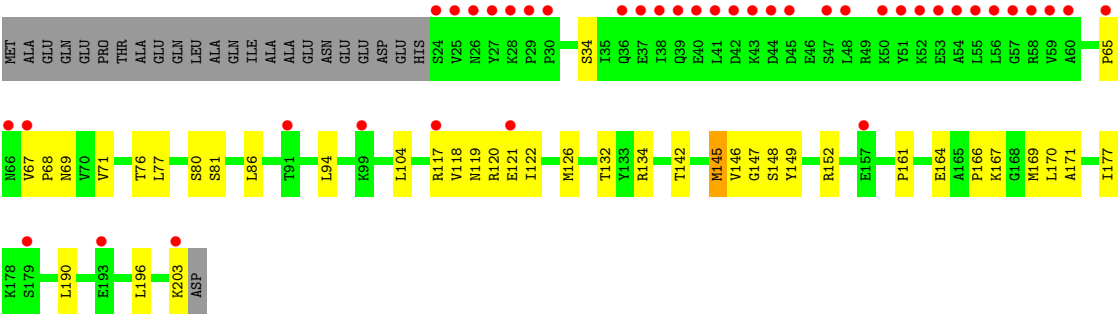 MET ALA GLU GLN GLU PRO THR ALA GLU GLN LEU ALA GLN ILE ALA ALA GLU ASN GLU GLU ASP GLU HIS S24 V25 N26 Y27 K28 P29 P30 S34 I35 Q36 E37 I38 Q39 E40 L41 D42 K43 D44 D45 E46 S47 L48 R49 K50 Y51 K52 E53 A54 L55 L56 G57 R58 V59 A60 P65
N66 V67 P68 N69 V70 V71 T76 L77 S80 S81 L86 T91 L94 K99 L104 R117 V118 N119 R120 E121 I122 M126 T132 Y133 R134 T142 M145 V146 G147 S148 Y149 R152 E157 P161 E164 A165 P166 K167 G168 M169 L170 A171 I177
K178 S179 L190 E193 L196 K203 ASP